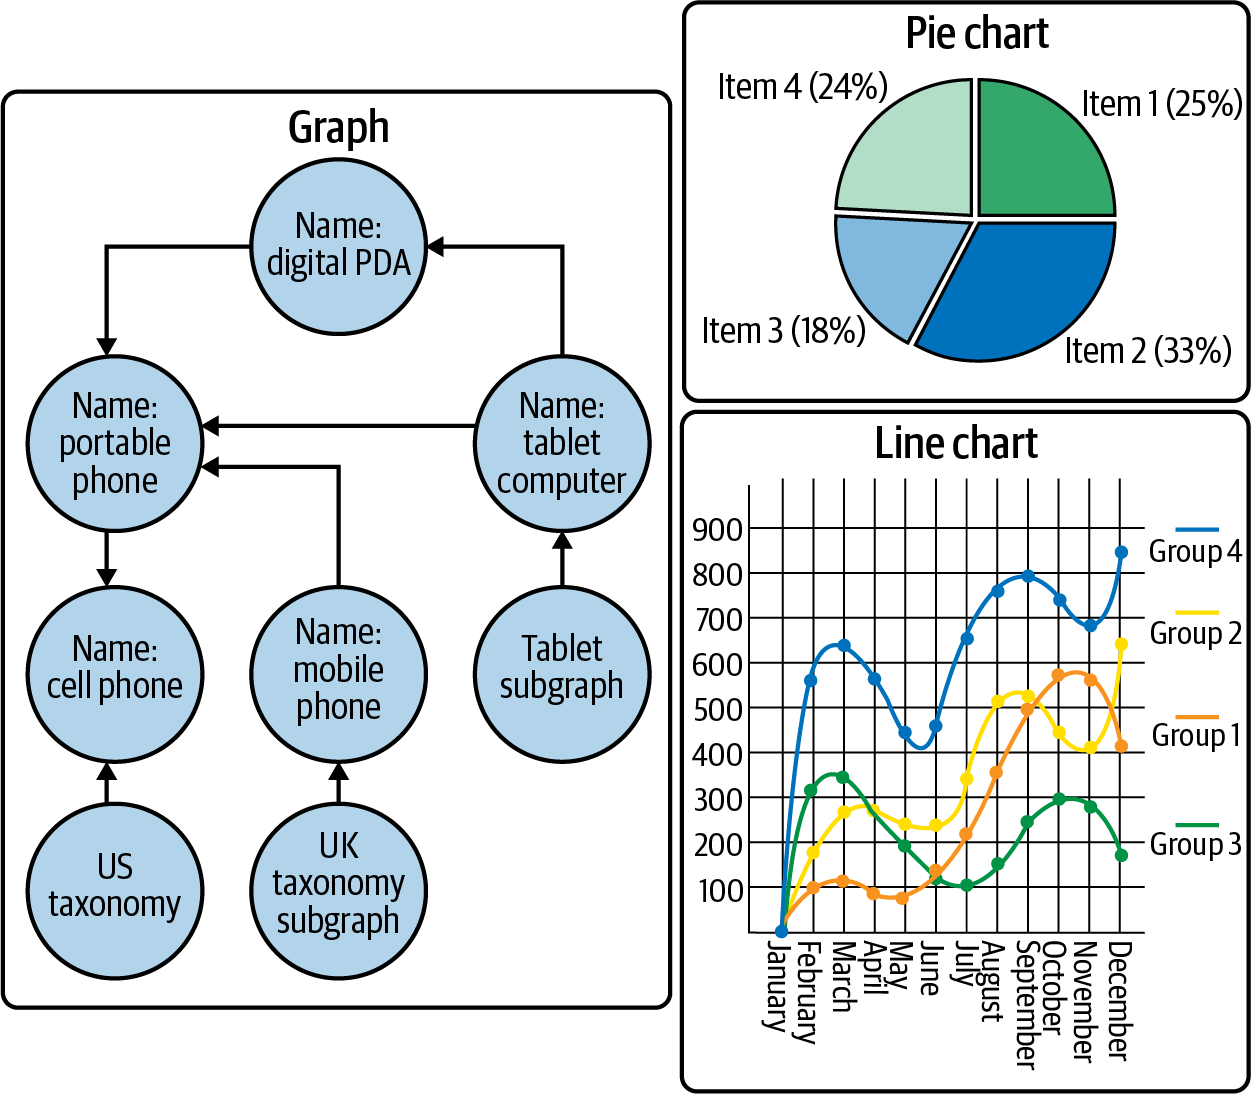 Graph
Name:
digital PDA
Name:
portable
phone
Name:
tablet
computer
Name:
cell phone
Name:
mobile
phone
Tablet
subgraph
US
taxonomy
UK
taxonomy
subgraph
Pie chart
Item 4 (24%)
Item 1 (25%)
Item 3 (18%)
Item 2 (33%)
Line chart
900
800
700
600
500
400
300
200
100
Group 4
Group 2
Group 1
Group 3
January
February
March
April
May
June
July
August
September
October
November
December